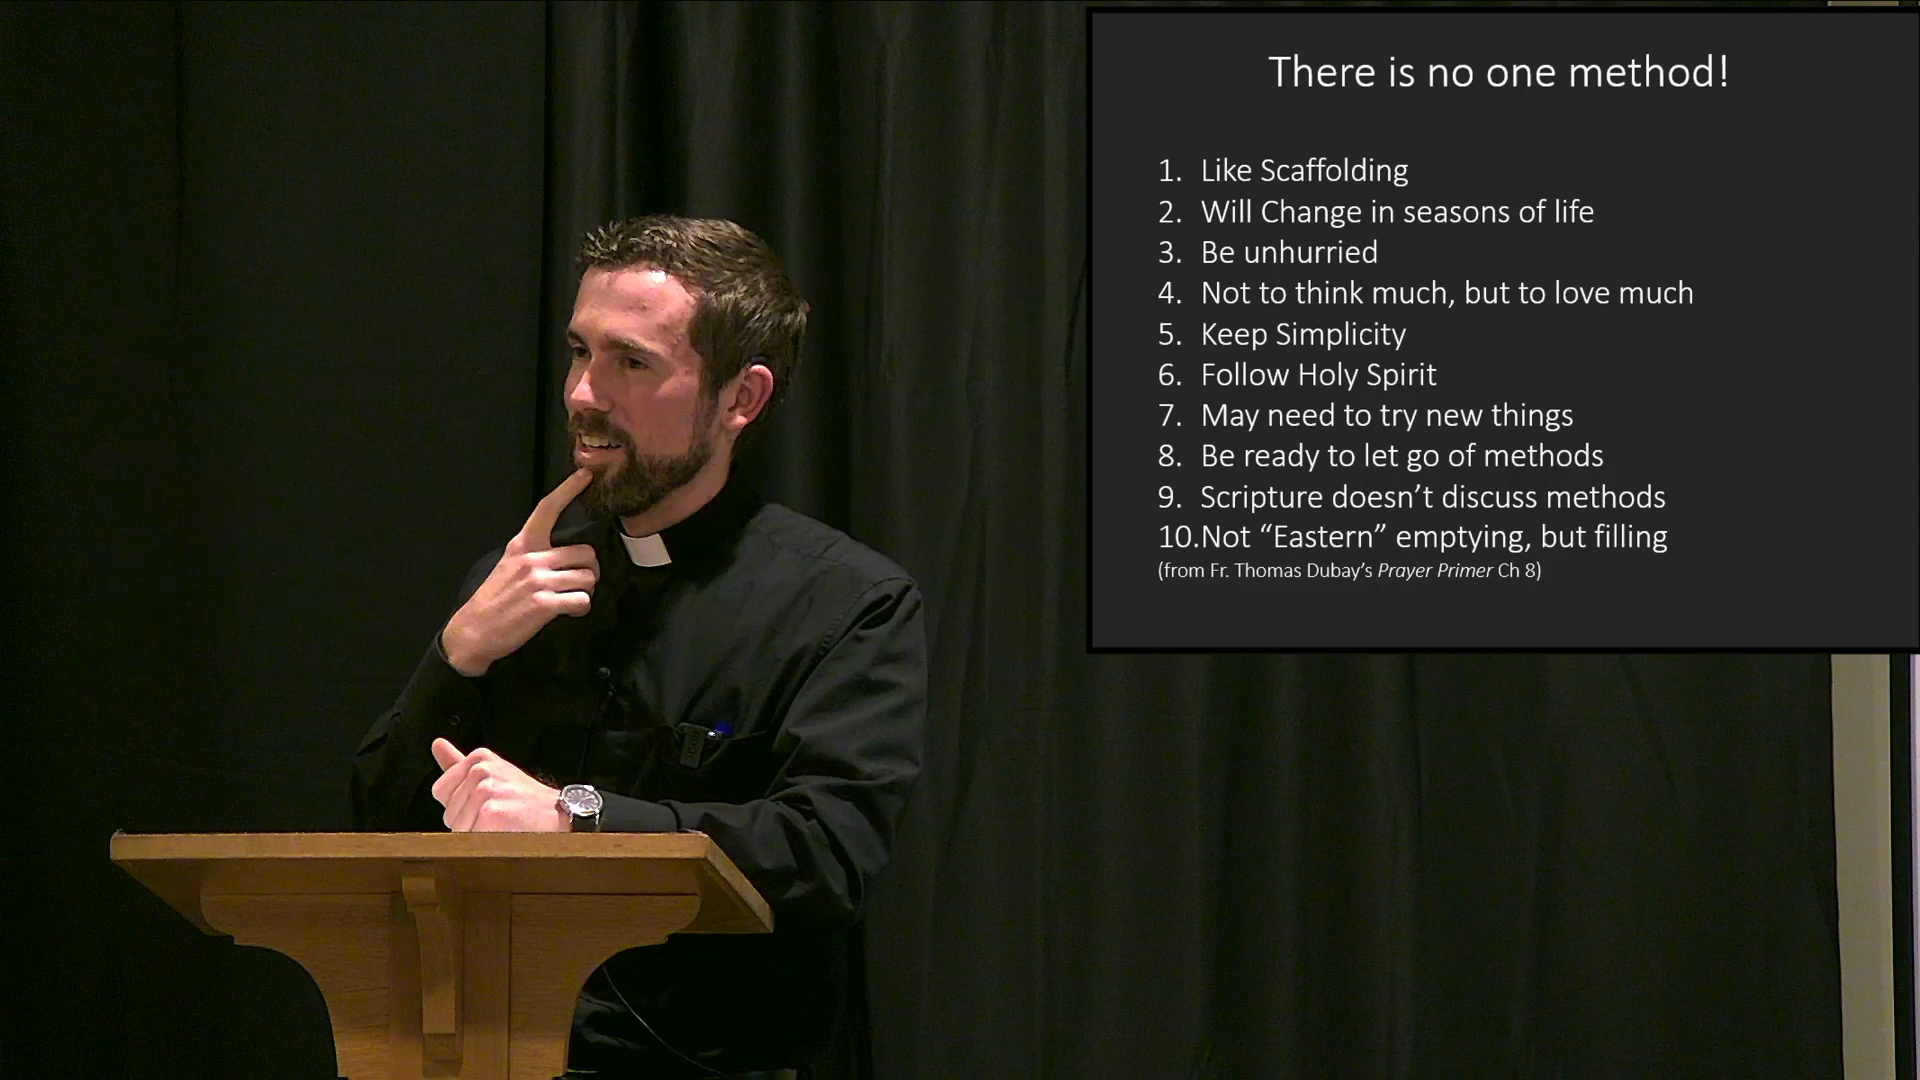 There is no one method!
1. Like Scaffolding
2. Will Change in seasons of life
3. Be unhurried
4. Not to think much, but to love much
5. Keep Simplicity
6. Follow Holy Spirit
7. May need to try new things
8. Be ready to let go of methods
9. Scripture doesn’t discuss methods
10.Not “Eastern” emptying, but filling
(from Fr. Thomas Dubay’s Prayer Primer Ch 8)